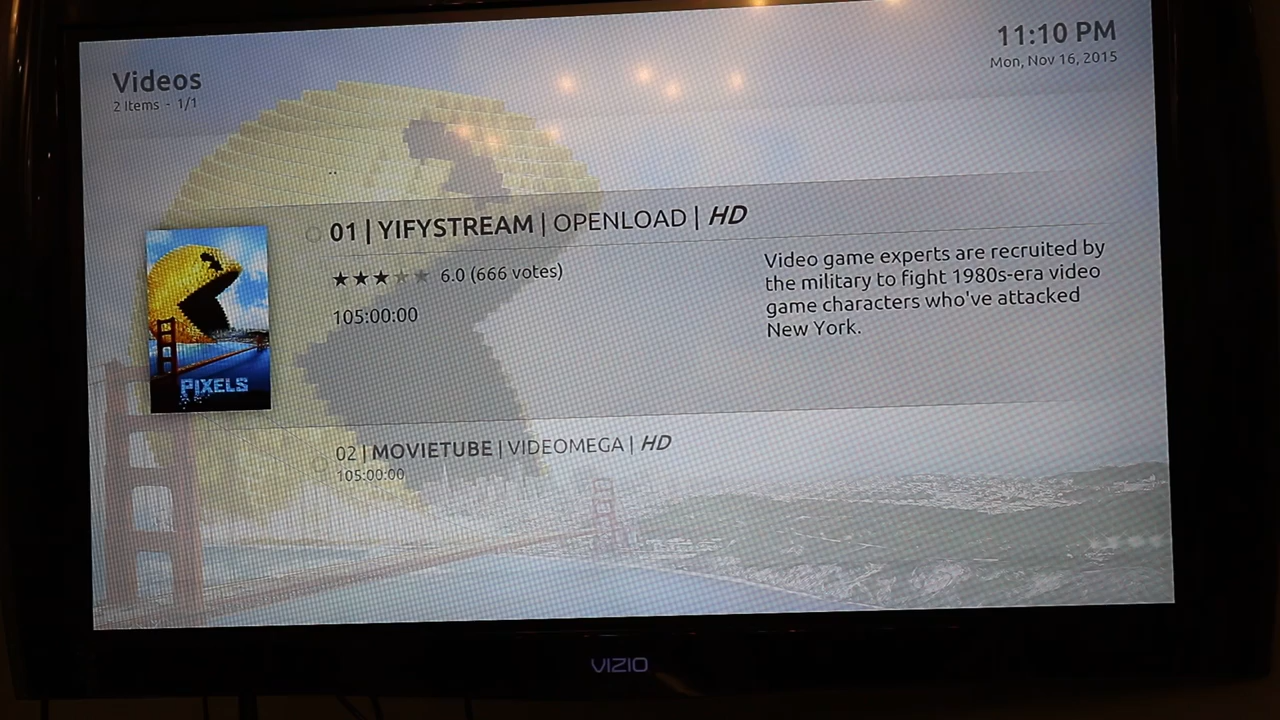 Videos
2 Items - 1/1
11:10 PM
Mon, Nov 16, 2015
..
01 | YIFYSTREAM | OPENLOAD | HD
6.0 (666 votes)
105:00:00
Video game experts are recruited by
the military to fight 1980s-era video
game characters who've attacked
New York.
PIXELS
02 | MOVIETUBE | VIDEOMEGA | HD
105:00:00
VIZIO